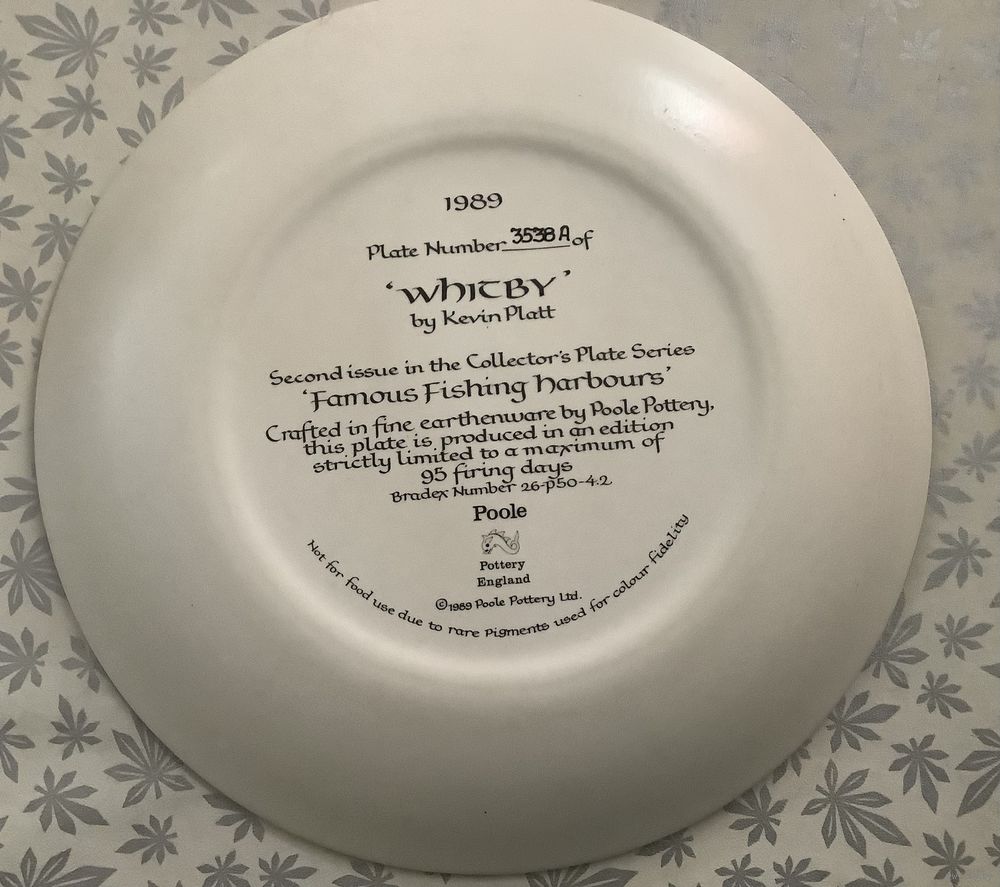 1989
Plate Number 3538A of
'WHITBY'
by Kevin Platt
Second issue in the Collector's Plate Series
'Famous Fishing Harbours'
Crafted in fine earthenware by Poole Pottery,
this plate is produced in an edition
strictly limited to a maximum of
95 firing days
Bradex Number 26-P50-4.2
Poole
Pottery
England
©1989 Poole Pottery Ltd.
Not for food use due to rare pigments used for colour fidelity